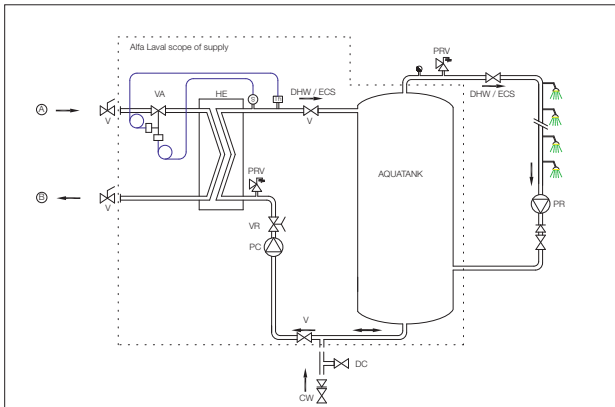 Alfa Laval scope of supply
PRV
VA
HE
DHW / ECS
DHW / ECS
S
TR
A
V
V
PRV
AQUATANK
B
V
VR
PR
PC
V
DC
CW